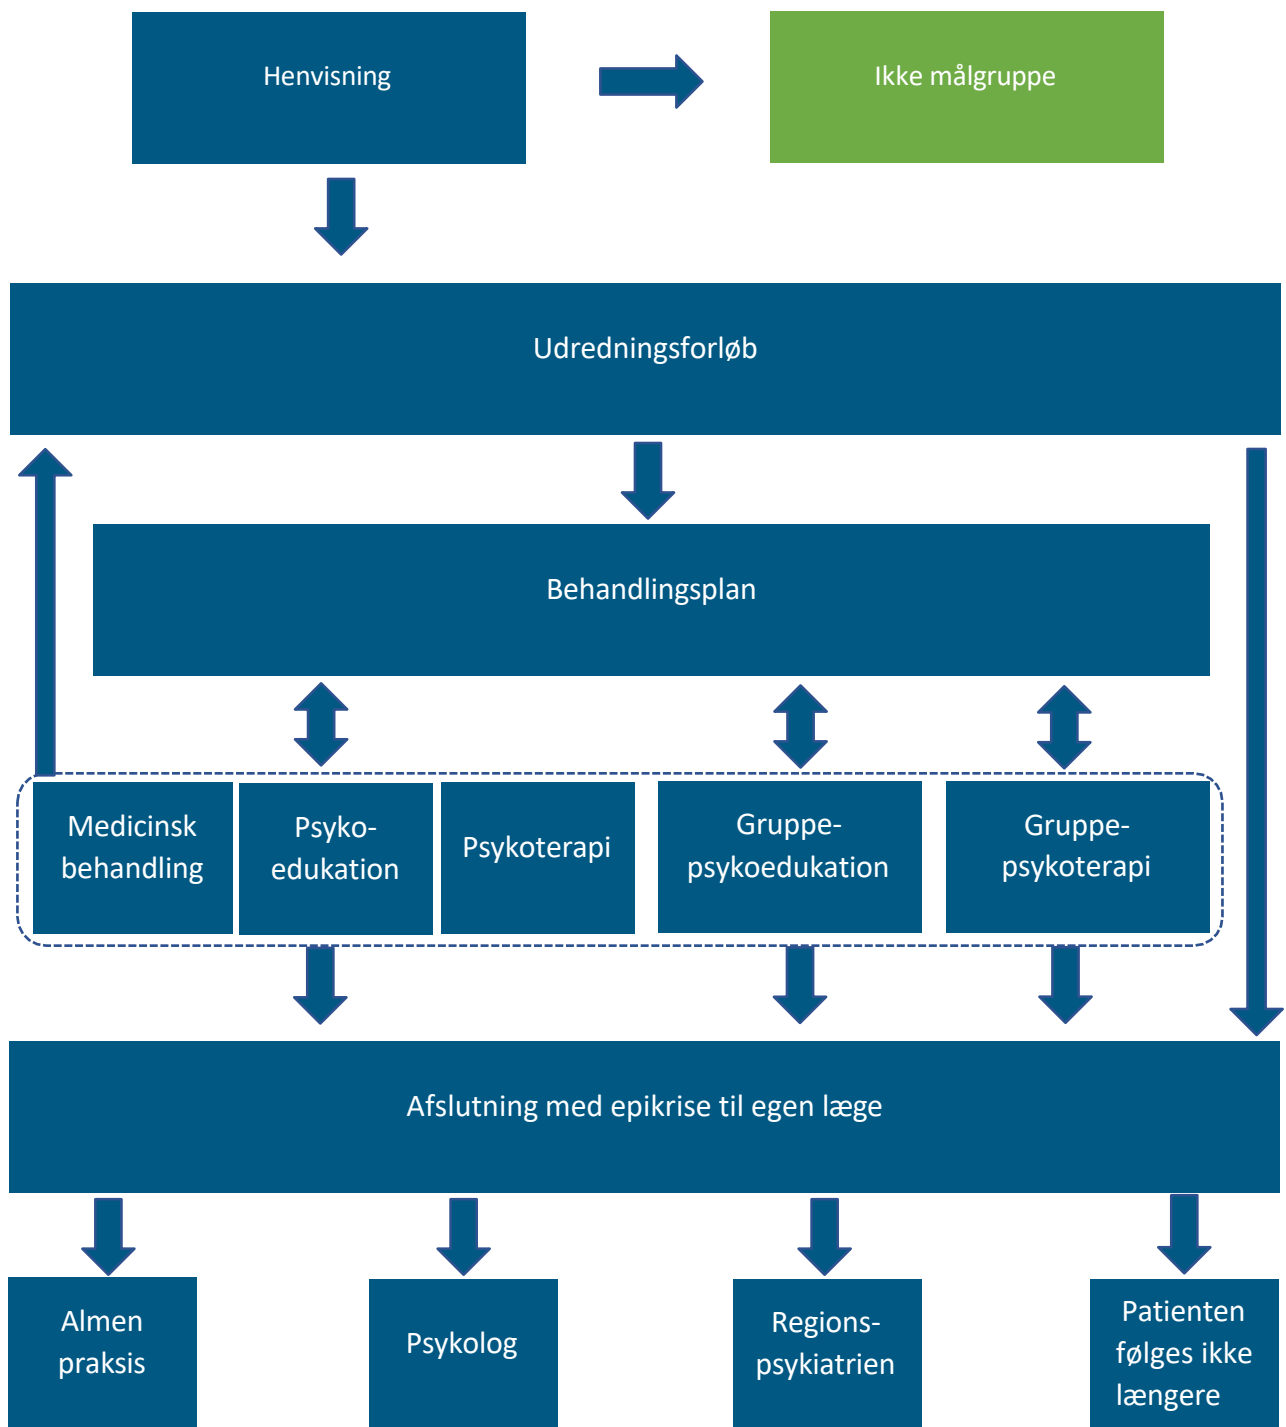 Henvisning
Ikke målgruppe
Udredningsforløb
Behandlingsplan
Medicinsk
behandling
Psyko-
edukation
Psykoterapi
Gruppe-
psykoedukation
Gruppe-
psykoterapi
Afslutning med epikrise til egen læge
Almen
praksis
Psykolog
Regions-
psykiatrien
Patienten
følges ikke
længere